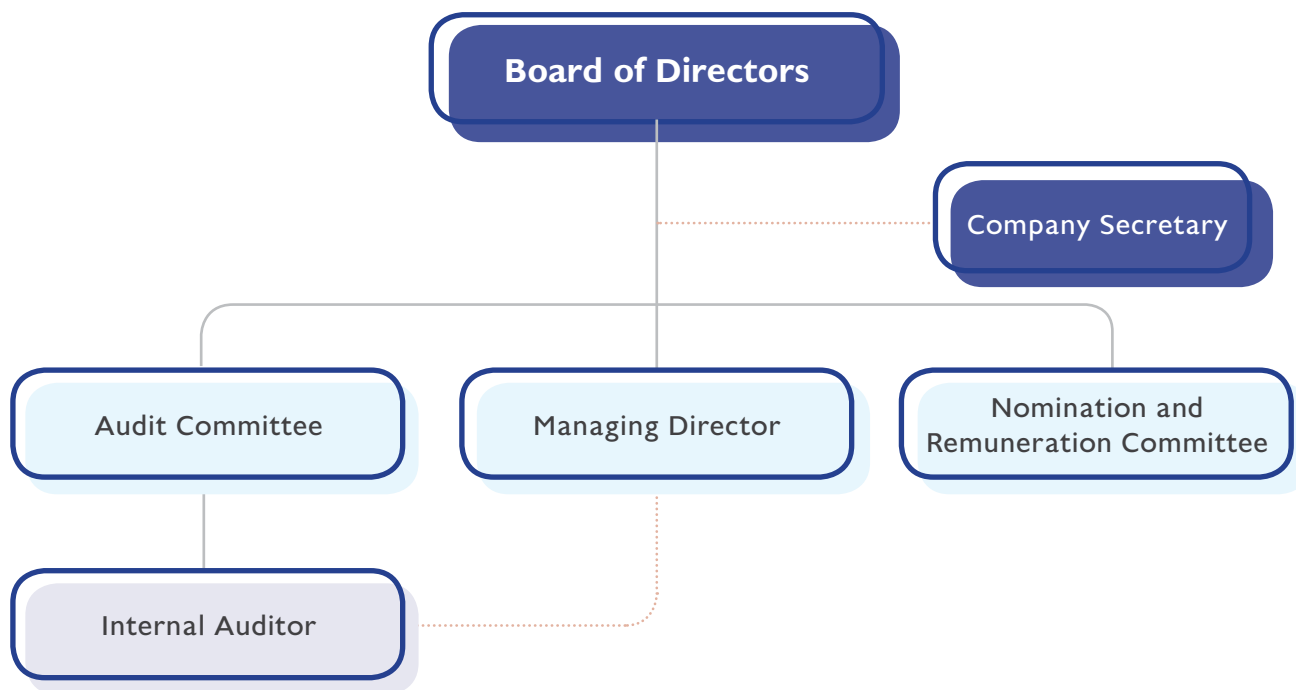 Board of Directors
Company Secretary
Audit Committee
Managing Director
Nomination and
Remuneration Committee
Internal Auditor